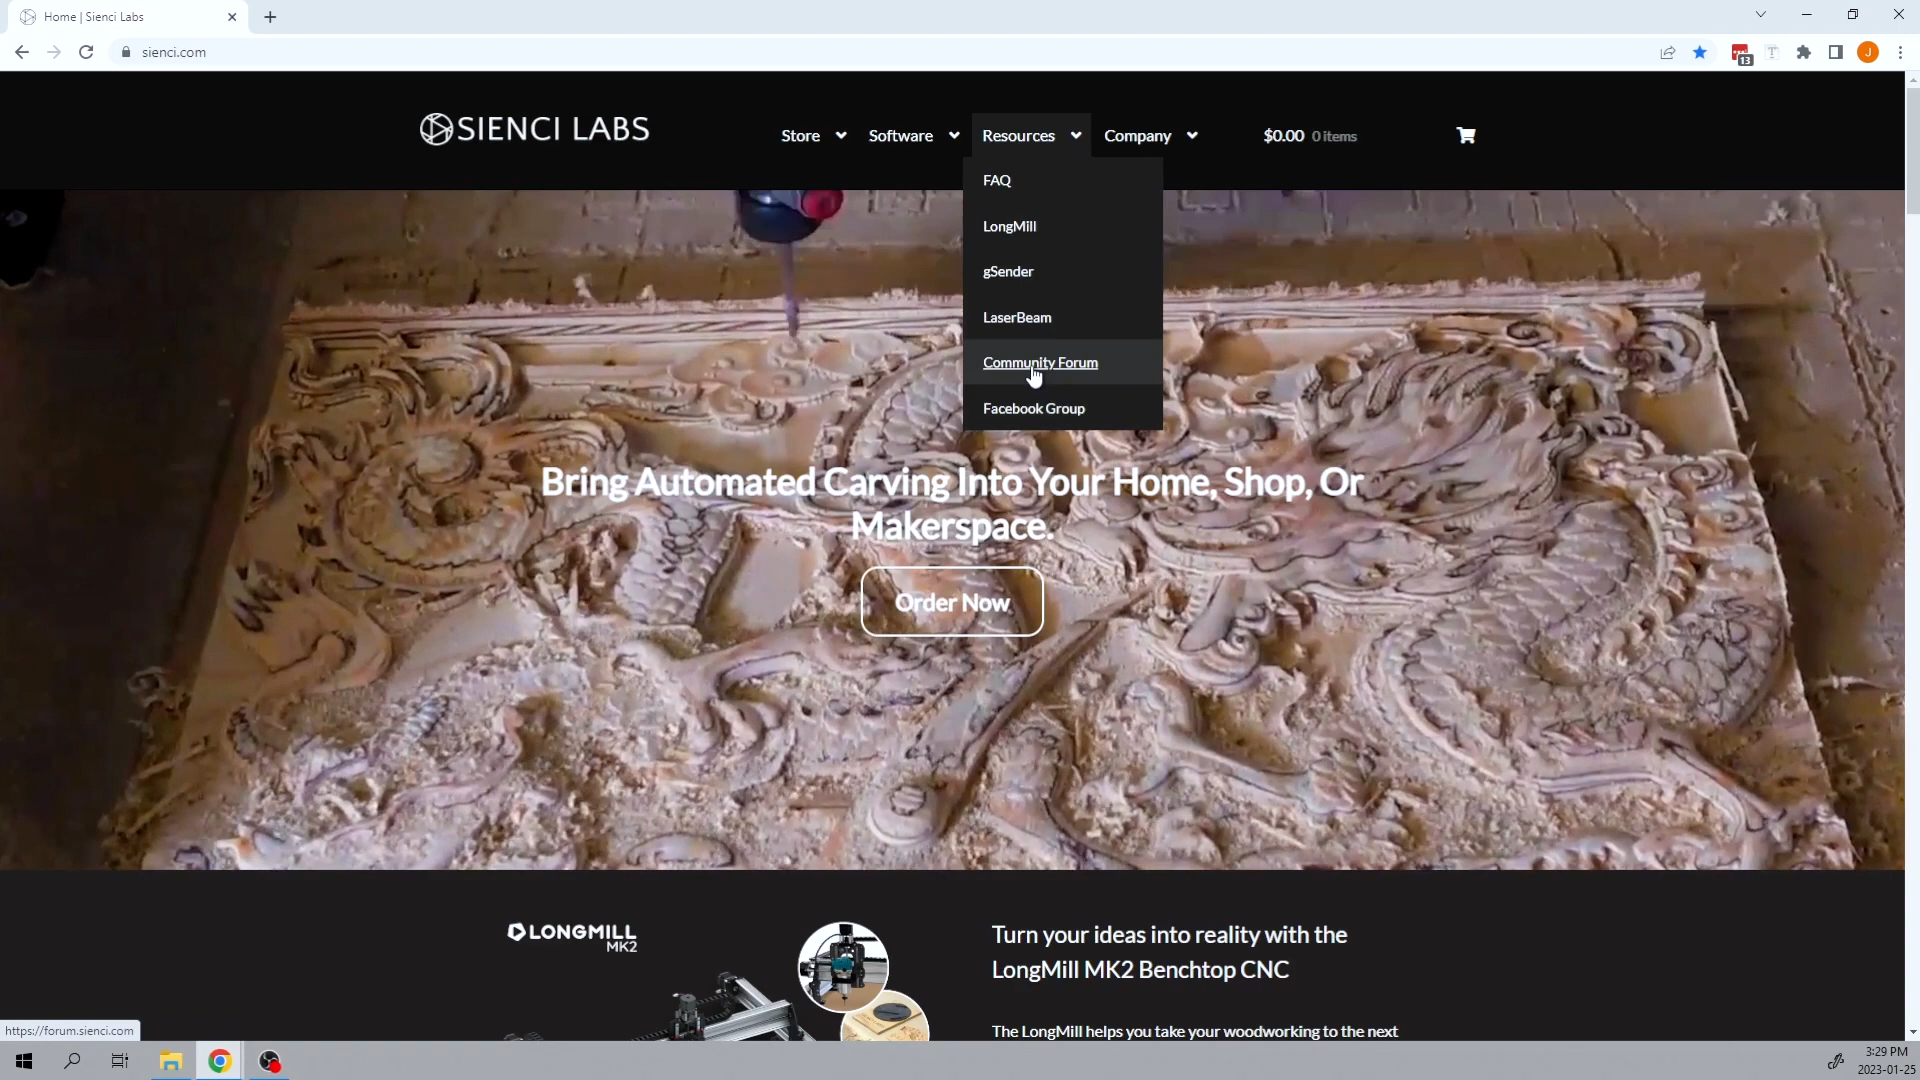 Home | Sienci Labs
sienci.com
13
J
SIENCI LABS
Store
Software
Resources
Company
$0.00 0 items
FAQ
LongMill
gSender
LaserBeam
Community Forum
Facebook Group
Bring Automated Carving Into Your Home, Shop, Or
Makerspace.
Order Now
LONGMILL
MK2
Turn your ideas into reality with the
LongMill MK2 Benchtop CNC
The LongMill helps you take your woodworking to the next
https://forum.sienci.com
3:29 PM
2023-01-25